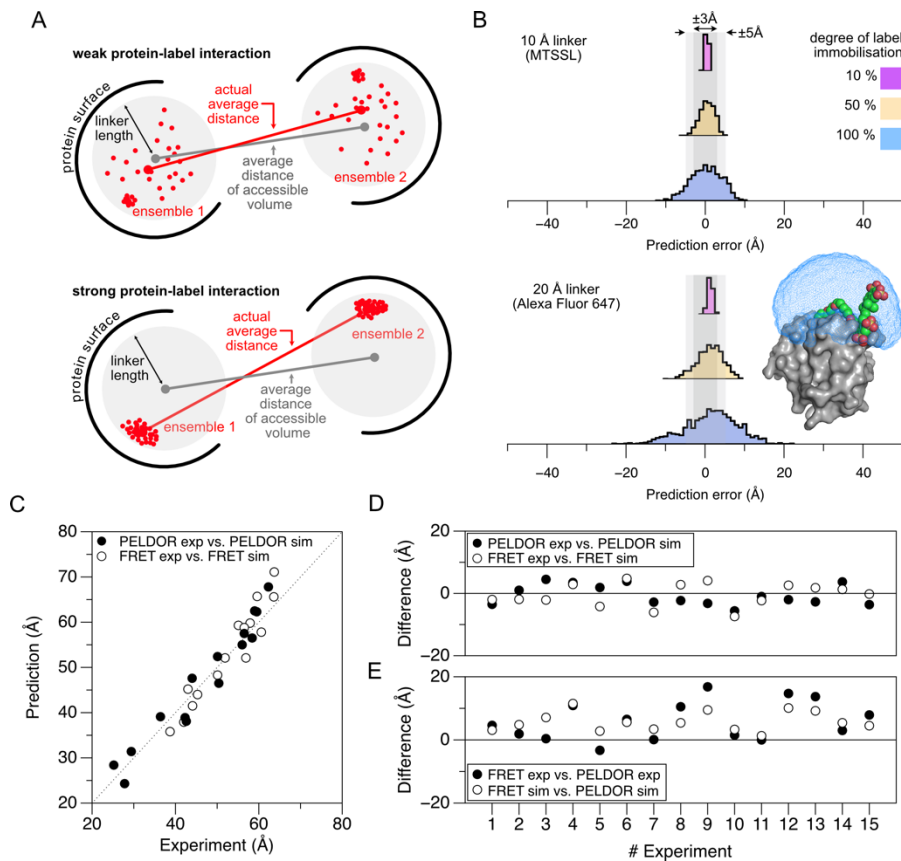 A
weak protein-label interaction
protein surface
linker
length
actual
average
distance
average
distance
of accessible
volume
ensemble 1
ensemble 2
strong protein-label interaction
protein surface
linker
length
actual
average
distance
average
distance
of accessible
volume
ensemble 1
ensemble 2
B
10 Å linker
(MTSSL)
±3Å
±5Å
degree of label
immobilisation
10 %
50 %
100 %
−40 −20 0 20 40
Prediction error (Å)
20 Å linker
(Alexa Fluor 647)
−40 −20 0 20 40
Prediction error (Å)
C
PELDOR exp vs. PELDOR sim
FRET exp vs. FRET sim
80
70
60
50
40
30
20
Prediction (Å)
20 40 60 80
Experiment (Å)
D
PELDOR exp vs. PELDOR sim
FRET exp vs. FRET sim
20
0
-20
Difference (Å)
E
20
0
-20
Difference (Å)
FRET exp vs. PELDOR exp
FRET sim vs. PELDOR sim
1 2 3 4 5 6 7 8 9 10 11 12 13 14 15
# Experiment